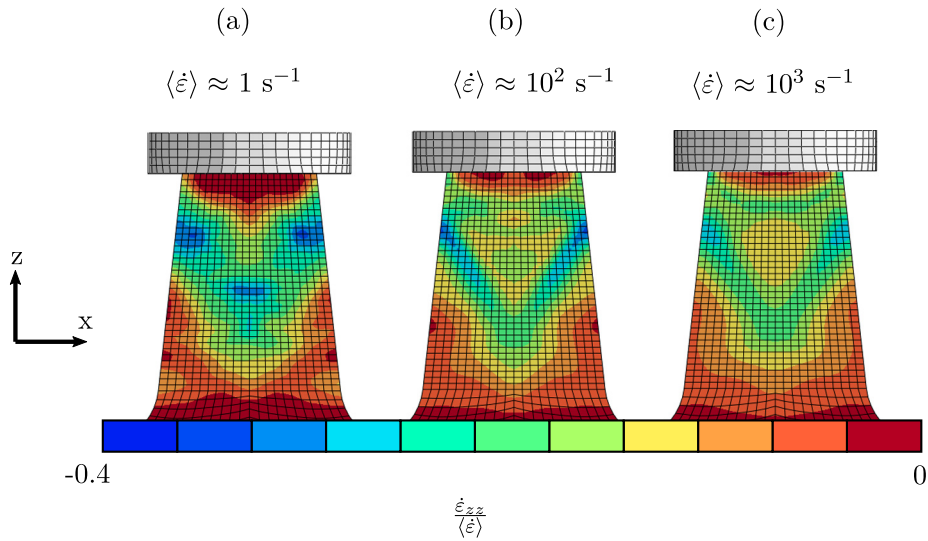 (a) (b) (c)
⟨ε̇⟩ ≈ 1 s⁻¹ ⟨ε̇⟩ ≈ 10² s⁻¹ ⟨ε̇⟩ ≈ 10³ s⁻¹
z
x
-0.4 0
ε̇zz
⟨ε̇⟩